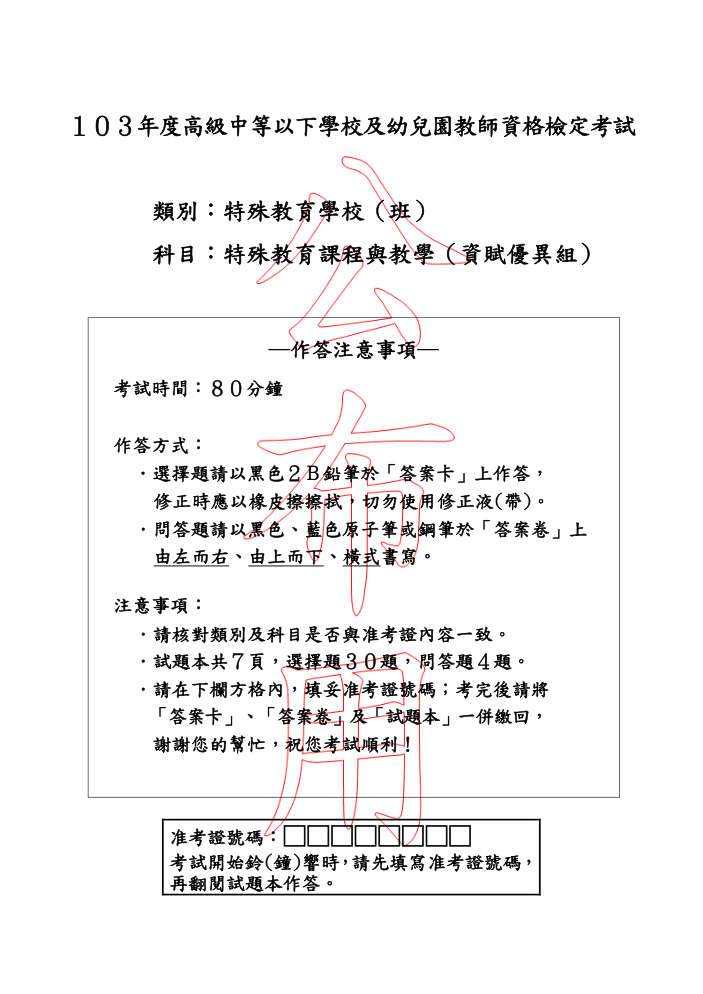 103年度高級中等以下學校及幼兒園教師資格檢定考試
類別：特殊教育學校（班）
科目：特殊教育課程與教學（資賦優異組）
—作答注意事項—
考試時間：80分鐘
作答方式：
‧選擇題請以黑色2B鉛筆於「答案卡」上作答，
修正時應以橡皮擦擦拭，切勿使用修正液(帶)。
‧問答題請以黑色、藍色原子筆或鋼筆於「答案卷」上
由左而右、由上而下、橫式書寫。
注意事項：
‧請核對類別及科目是否與准考證內容一致。
‧試題本共7頁，選擇題30題，問答題4題。
‧請在下欄方格內，填妥准考證號碼；考完後請將
「答案卡」、「答案卷」及「試題本」一併繳回，
謝謝您的幫忙，祝您考試順利！
准考證號碼：□□□□□□□□
考試開始鈴(鐘)響時，請先填寫准考證號碼，
再翻閱試題本作答。
公布用